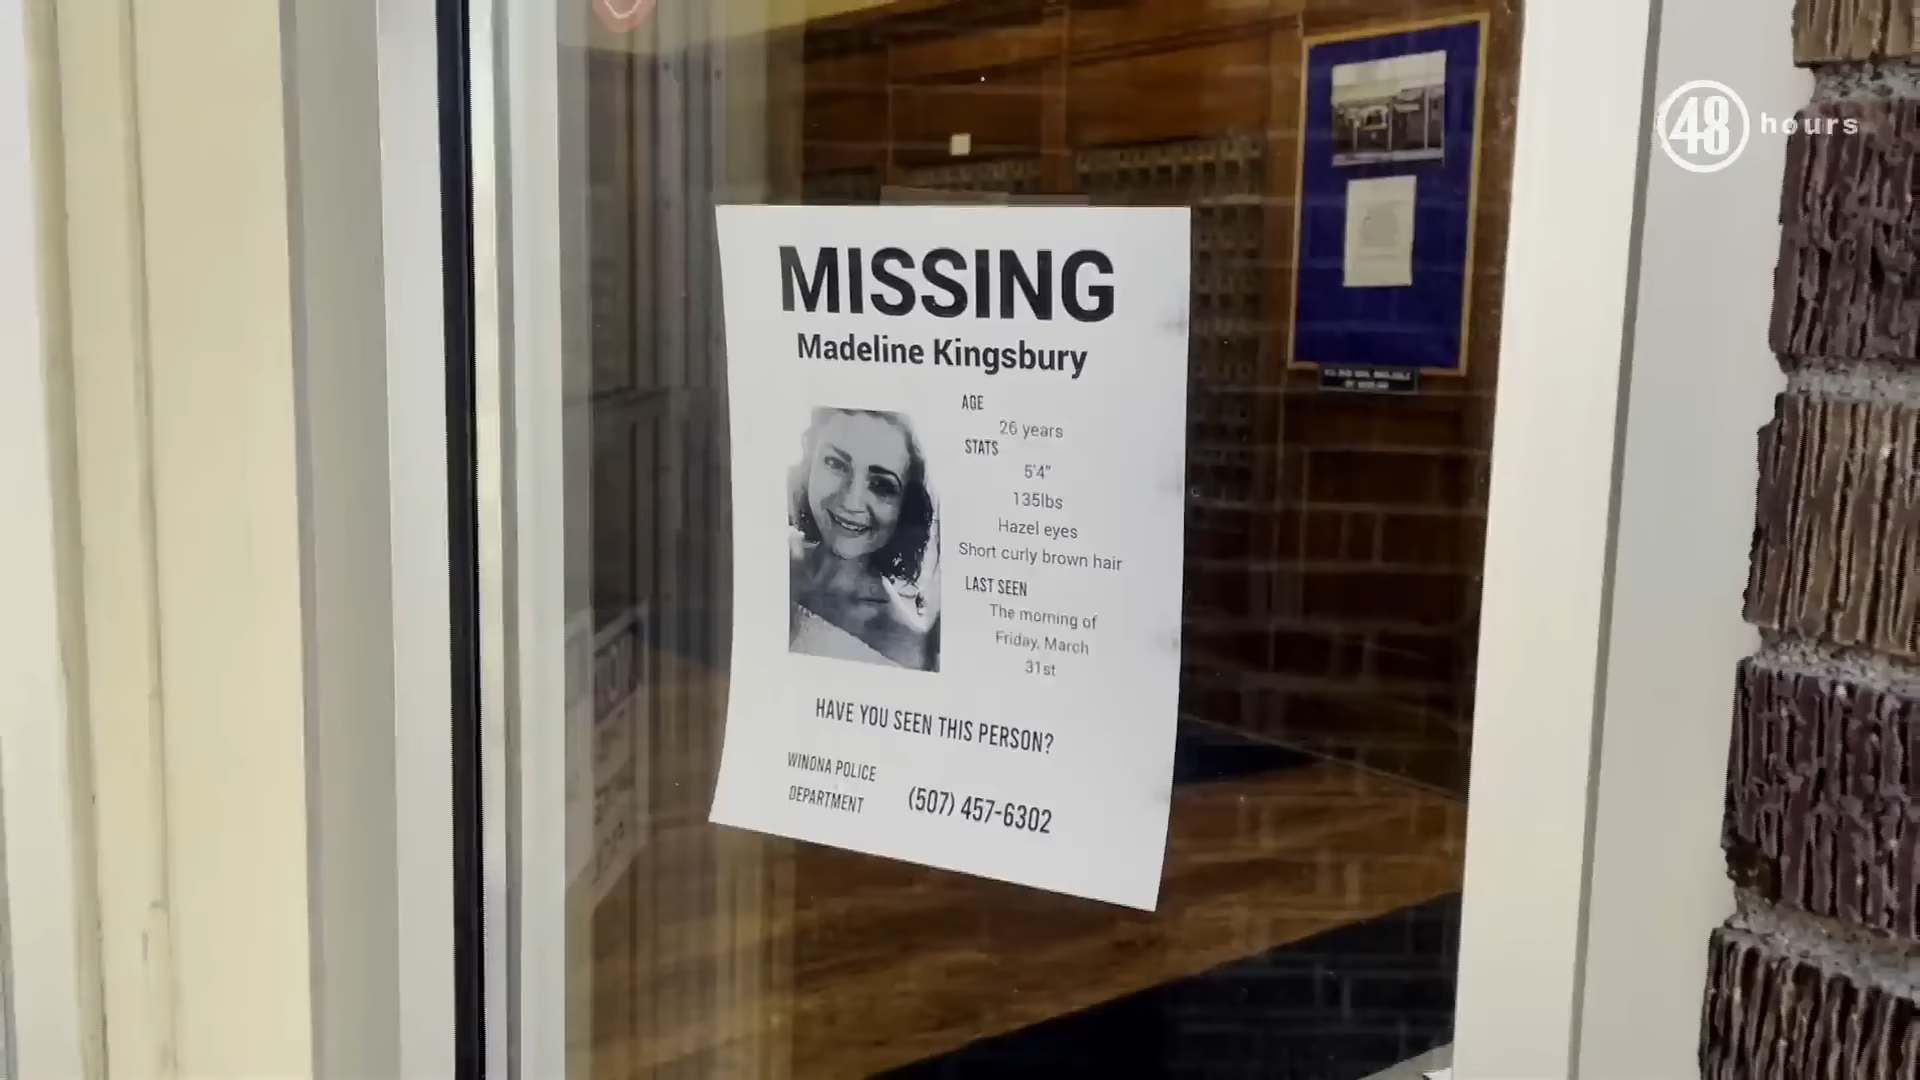 48 hours
MISSING
Madeline Kingsbury
AGE
26 years
STATS
5'4"
135lbs
Hazel eyes
Short curly brown hair
LAST SEEN
The morning of
Friday, March
31st
HAVE YOU SEEN THIS PERSON?
WINONA POLICE
DEPARTMENT
(507) 457-6302